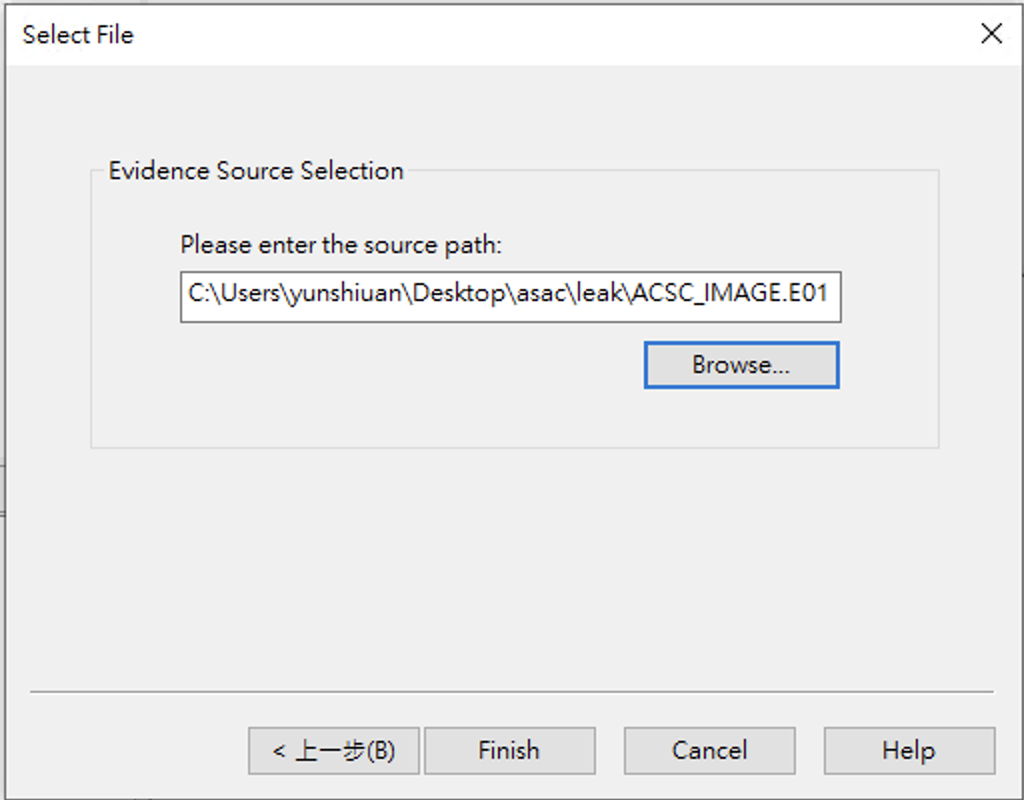 Select File
Evidence Source Selection
Please enter the source path:
C:\Users\yunshiuan\Desktop\asac\leak\ACSC_IMAGE.E01
Browse...
< 上一步(B)
Finish
Cancel
Help